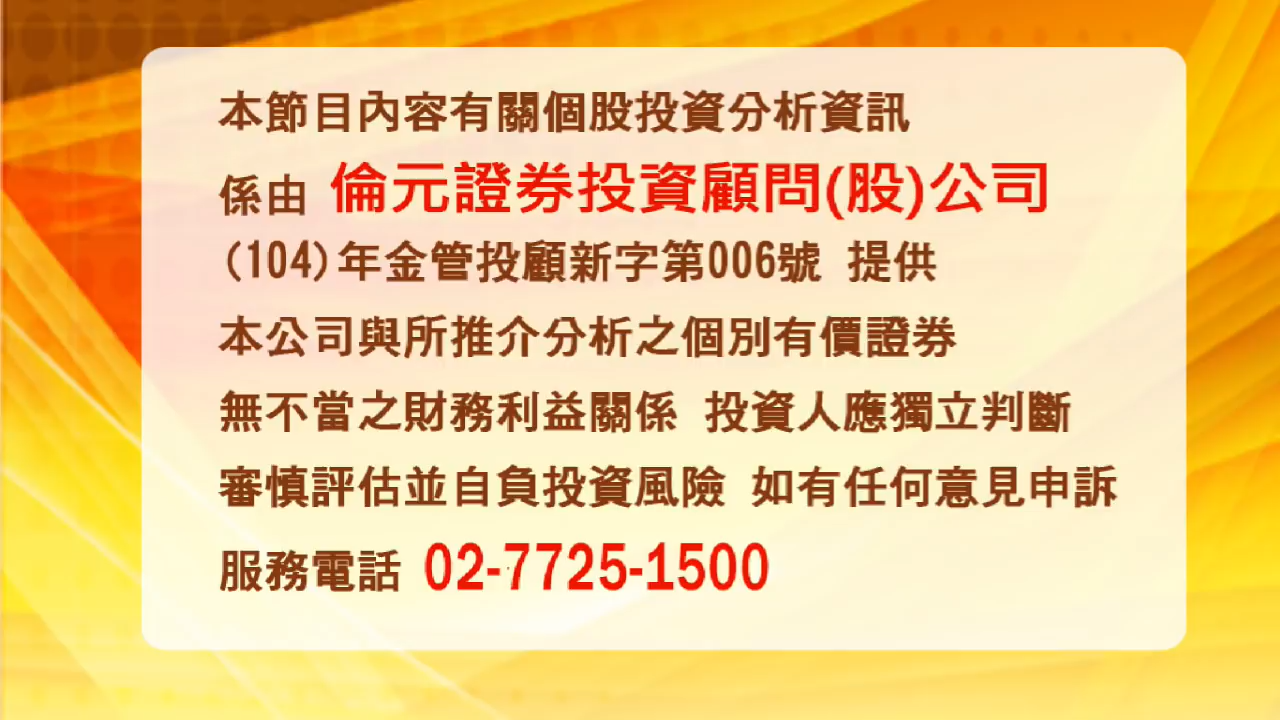 本節目內容有關個股投資分析資訊
係由 倫元證券投資顧問(股)公司
(104)年金管投顧新字第006號 提供
本公司與所推介分析之個別有價證券
無不當之財務利益關係 投資人應獨立判斷
審慎評估並自負投資風險 如有任何意見申訴
服務電話 02-7725-1500